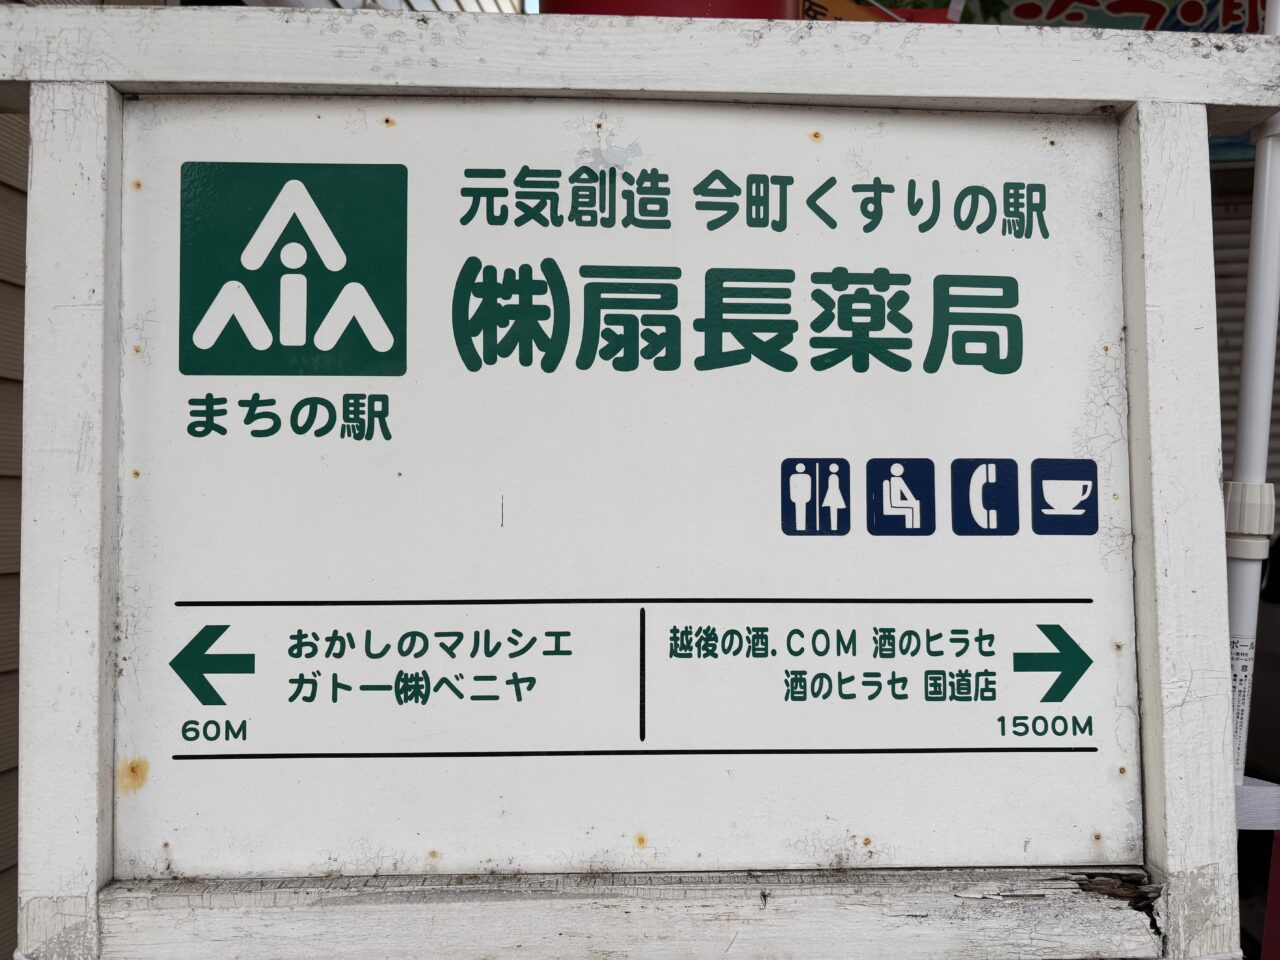 元気創造 今町くすりの駅
㈱扇長薬局
まちの駅
おかしのマルシエ
ガトー㈱ベニヤ
60M
越後の酒.COM 酒のヒラセ
酒のヒラセ 国道店
1500M